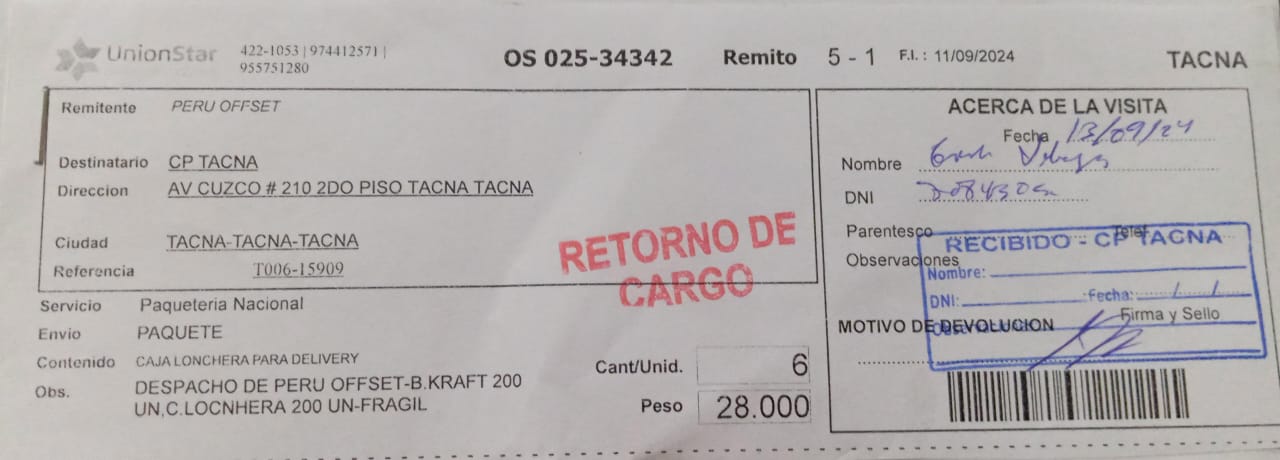 UnionStar
422-1053 | 974412571 |
955751280
OS 025-34342
Remito 5 - 1 F.I. : 11/09/2024
TACNA
Remitente PERU OFFSET
Destinatario CP TACNA
Direccion AV CUZCO # 210 2DO PISO TACNA TACNA
Ciudad TACNA-TACNA-TACNA
Referencia T006-15909
RETORNO DE
CARGO
Servicio Paqueteria Nacional
Envio PAQUETE
Contenido CAJA LONCHERA PARA DELIVERY
Obs. DESPACHO DE PERU OFFSET-B.KRAFT 200
UN,C.LOCNHERA 200 UN-FRAGIL
Cant/Unid. 6
Peso 28.000
ACERCA DE LA VISITA
Fecha 13/09/24
Nombre
DNI
Parentesco Telef
Observaciones
MOTIVO DE DEVOLUCION
Firma y Sello
RECIBIDO - CP TACNA
Nombre:
DNI: Fecha: / /